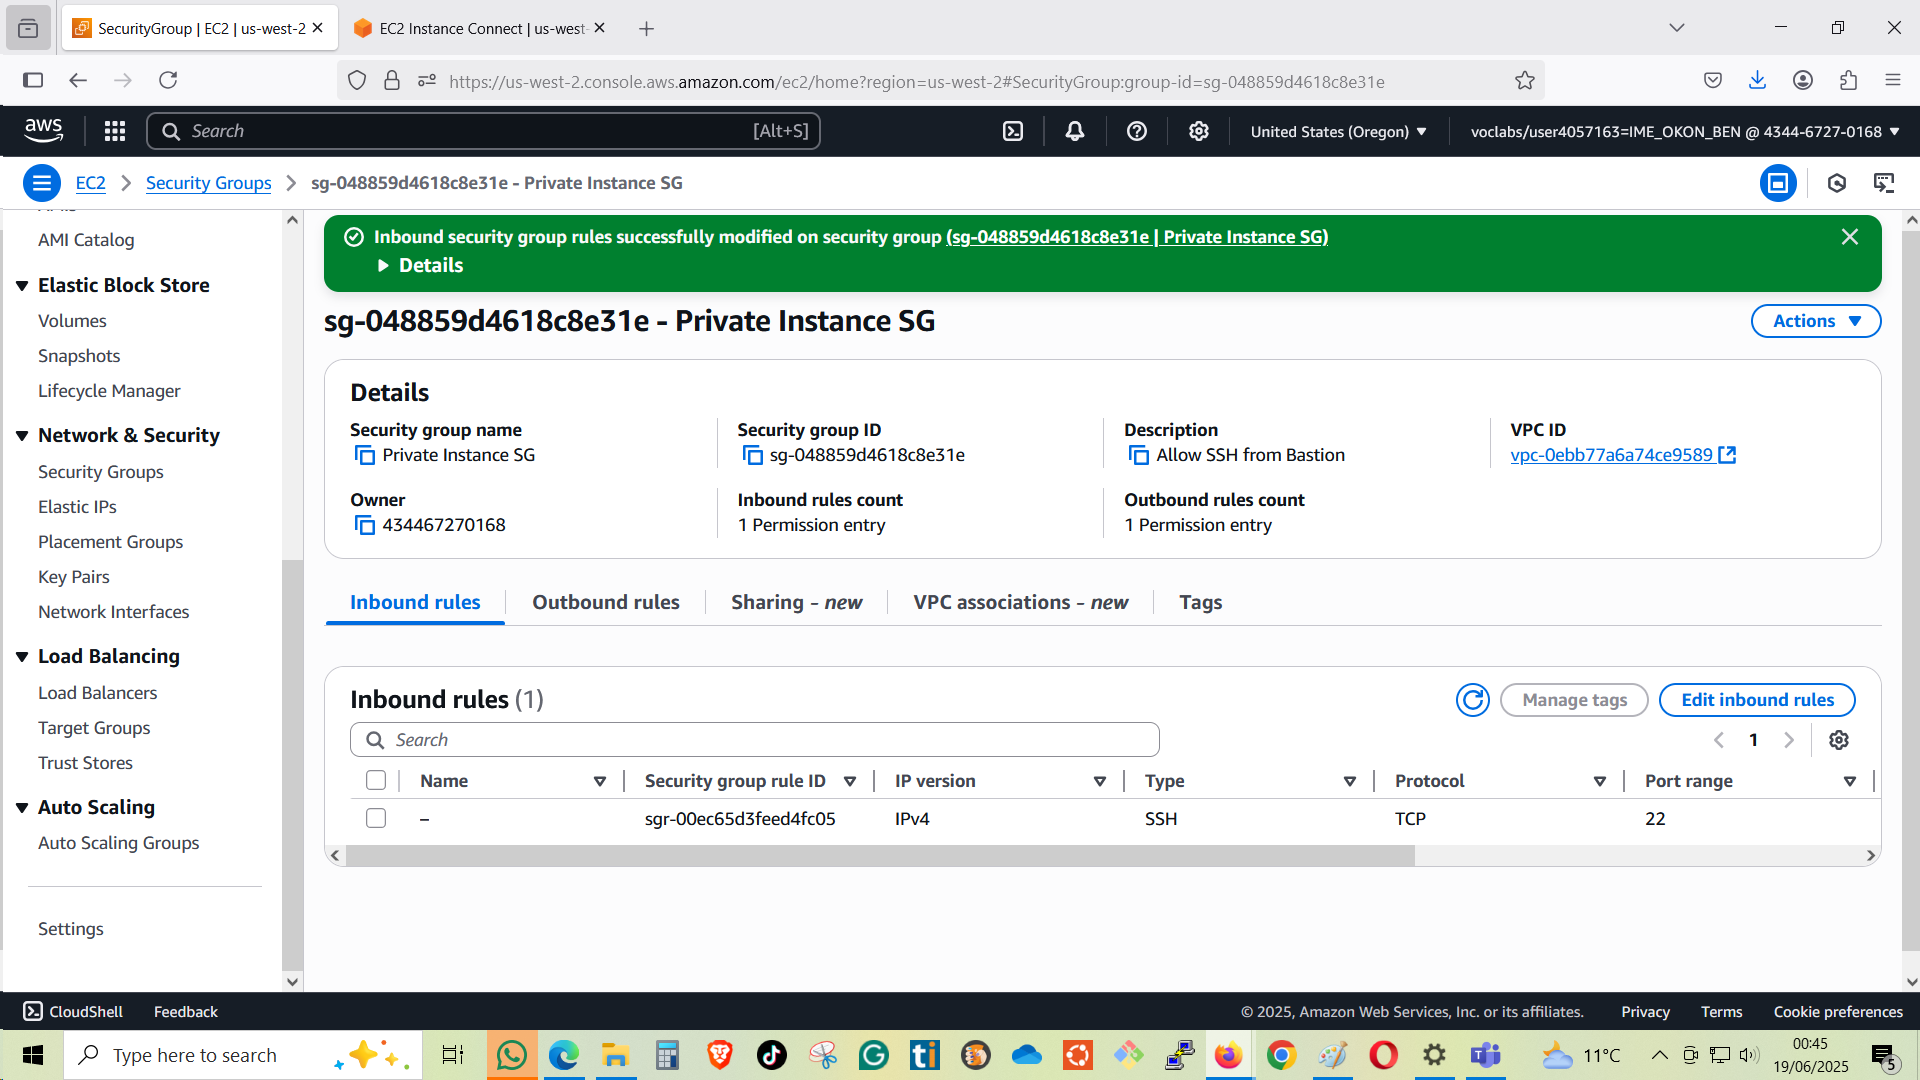 SecurityGroup | EC2 | us-west-2
EC2 Instance Connect | us-west-
https://us-west-2.console.aws.amazon.com/ec2/home?region=us-west-2#SecurityGroup:group-id=sg-048859d4618c8e31e
aws
Search
[Alt+S]
United States (Oregon)
voclabs/user4057163=IME_OKON_BEN @ 4344-6727-0168
EC2
Security Groups
sg-048859d4618c8e31e - Private Instance SG
AMI Catalog
Elastic Block Store
Volumes
Snapshots
Lifecycle Manager
Network & Security
Security Groups
Elastic IPs
Placement Groups
Key Pairs
Network Interfaces
Load Balancing
Load Balancers
Target Groups
Trust Stores
Auto Scaling
Auto Scaling Groups
Settings
Inbound security group rules successfully modified on security group (sg-048859d4618c8e31e | Private Instance SG)
Details
sg-048859d4618c8e31e - Private Instance SG
Actions
Details
Security group name
Private Instance SG
Security group ID
sg-048859d4618c8e31e
Description
Allow SSH from Bastion
VPC ID
vpc-0ebb77a6a74ce9589
Owner
434467270168
Inbound rules count
1 Permission entry
Outbound rules count
1 Permission entry
Inbound rules
Outbound rules
Sharing - new
VPC associations - new
Tags
Inbound rules (1)
Manage tags
Edit inbound rules
Search
1
Name
Security group rule ID
IP version
Type
Protocol
Port range
–
sgr-00ec65d3feed4fc05
IPv4
SSH
TCP
22
CloudShell
Feedback
© 2025, Amazon Web Services, Inc. or its affiliates.
Privacy
Terms
Cookie preferences
Type here to search
11°C
00:45
19/06/2025
5